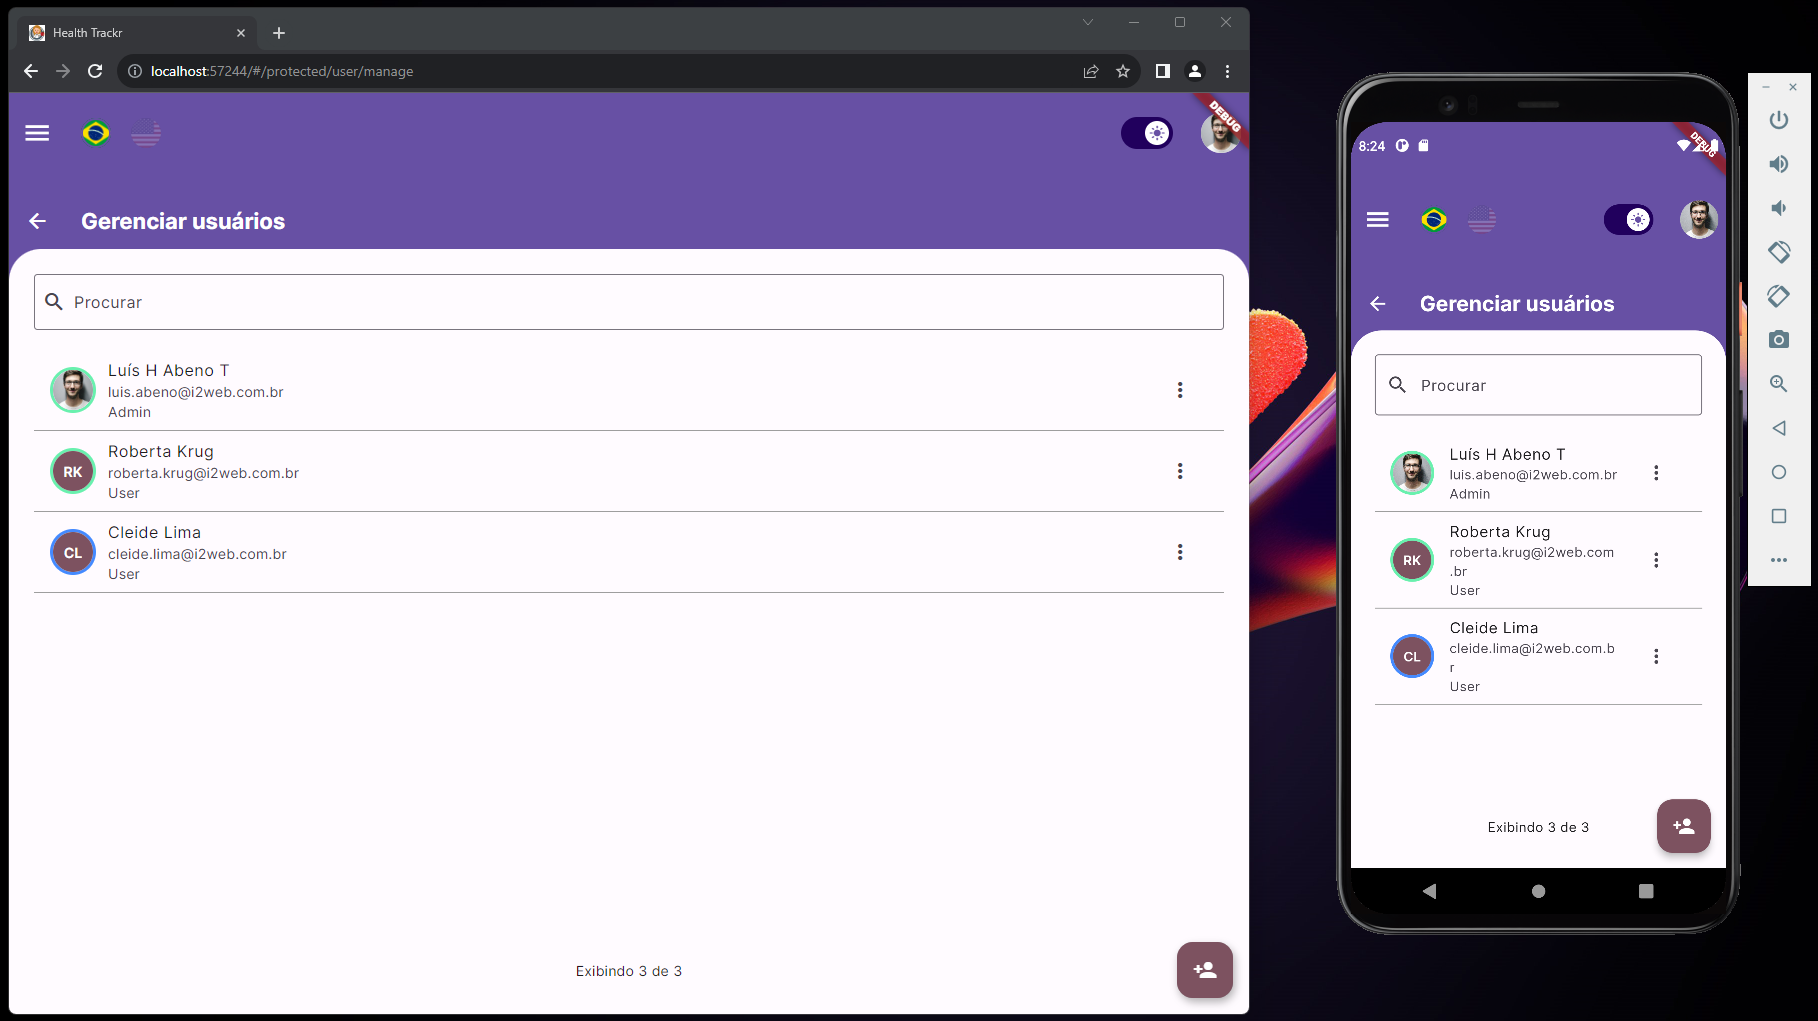 Health Trackr
localhost:57244/#/protected/user/manage
DEBUG
Gerenciar usuários
Procurar
Luís H Abeno T
luis.abeno@i2web.com.br
Admin
RK
Roberta Krug
roberta.krug@i2web.com.br
User
CL
Cleide Lima
cleide.lima@i2web.com.br
User
Exibindo 3 de 3
8:24
DEBUG
Gerenciar usuários
Procurar
Luís H Abeno T
luis.abeno@i2web.com.br
Admin
RK
Roberta Krug
roberta.krug@i2web.com
.br
User
CL
Cleide Lima
cleide.lima@i2web.com.b
r
User
Exibindo 3 de 3